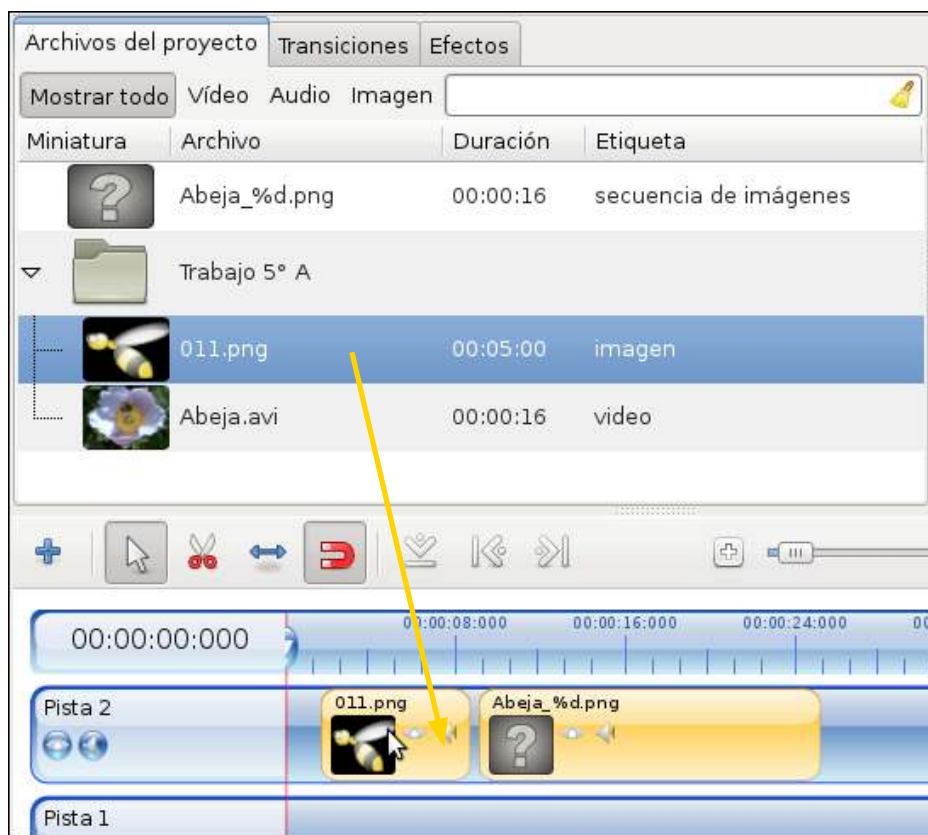 Archivos del proyecto Transiciones Efectos
Mostrar todo Vídeo Audio Imagen
Miniatura Archivo Duración Etiqueta
Abeja_%d.png 00:00:16 secuencia de imágenes
Trabajo 5° A
011.png 00:05:00 imagen
Abeja.avi 00:00:16 video
00:00:00:000 00:00:08:000 00:00:16:000 00:00:24:000 00
Pista 2 011.png Abeja_%d.png
Pista 1